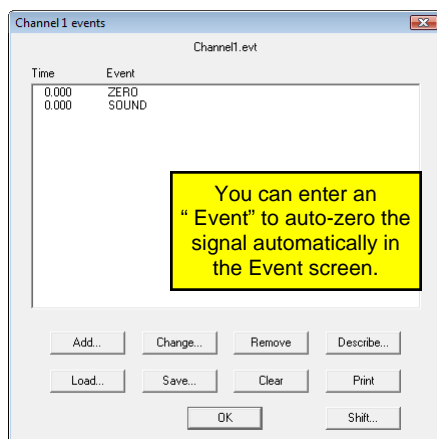 Channel 1 events
Channel1.evt
Time Event
0.000 ZERO
0.000 SOUND
You can enter an
“ Event” to auto-zero the
signal automatically in
the Event screen.
Add... Change... Remove Describe...
Load... Save... Clear Print
OK Shift...